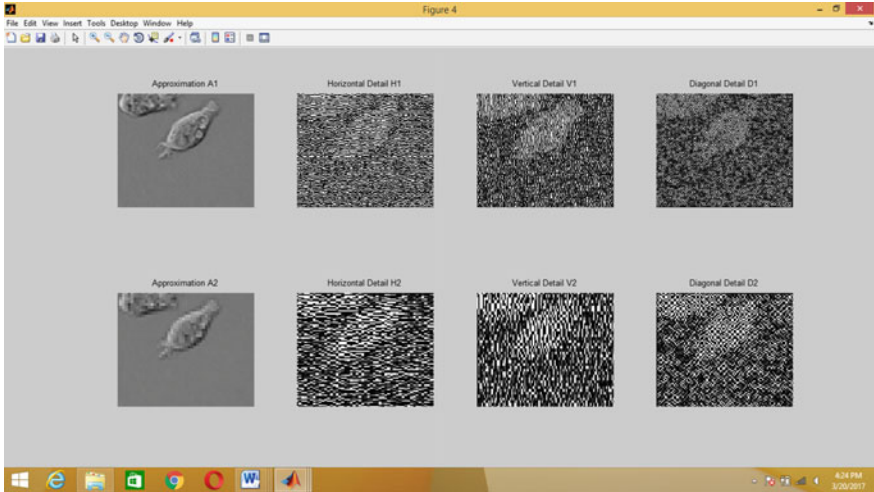 Figure 4
File Edit View Insert Tools Desktop Window Help
Approximation A1 Horizontal Detail H1 Vertical Detail V1 Diagonal Detail D1
Approximation A2 Horizontal Detail H2 Vertical Detail V2 Diagonal Detail D2
4:24 PM
3/20/2017